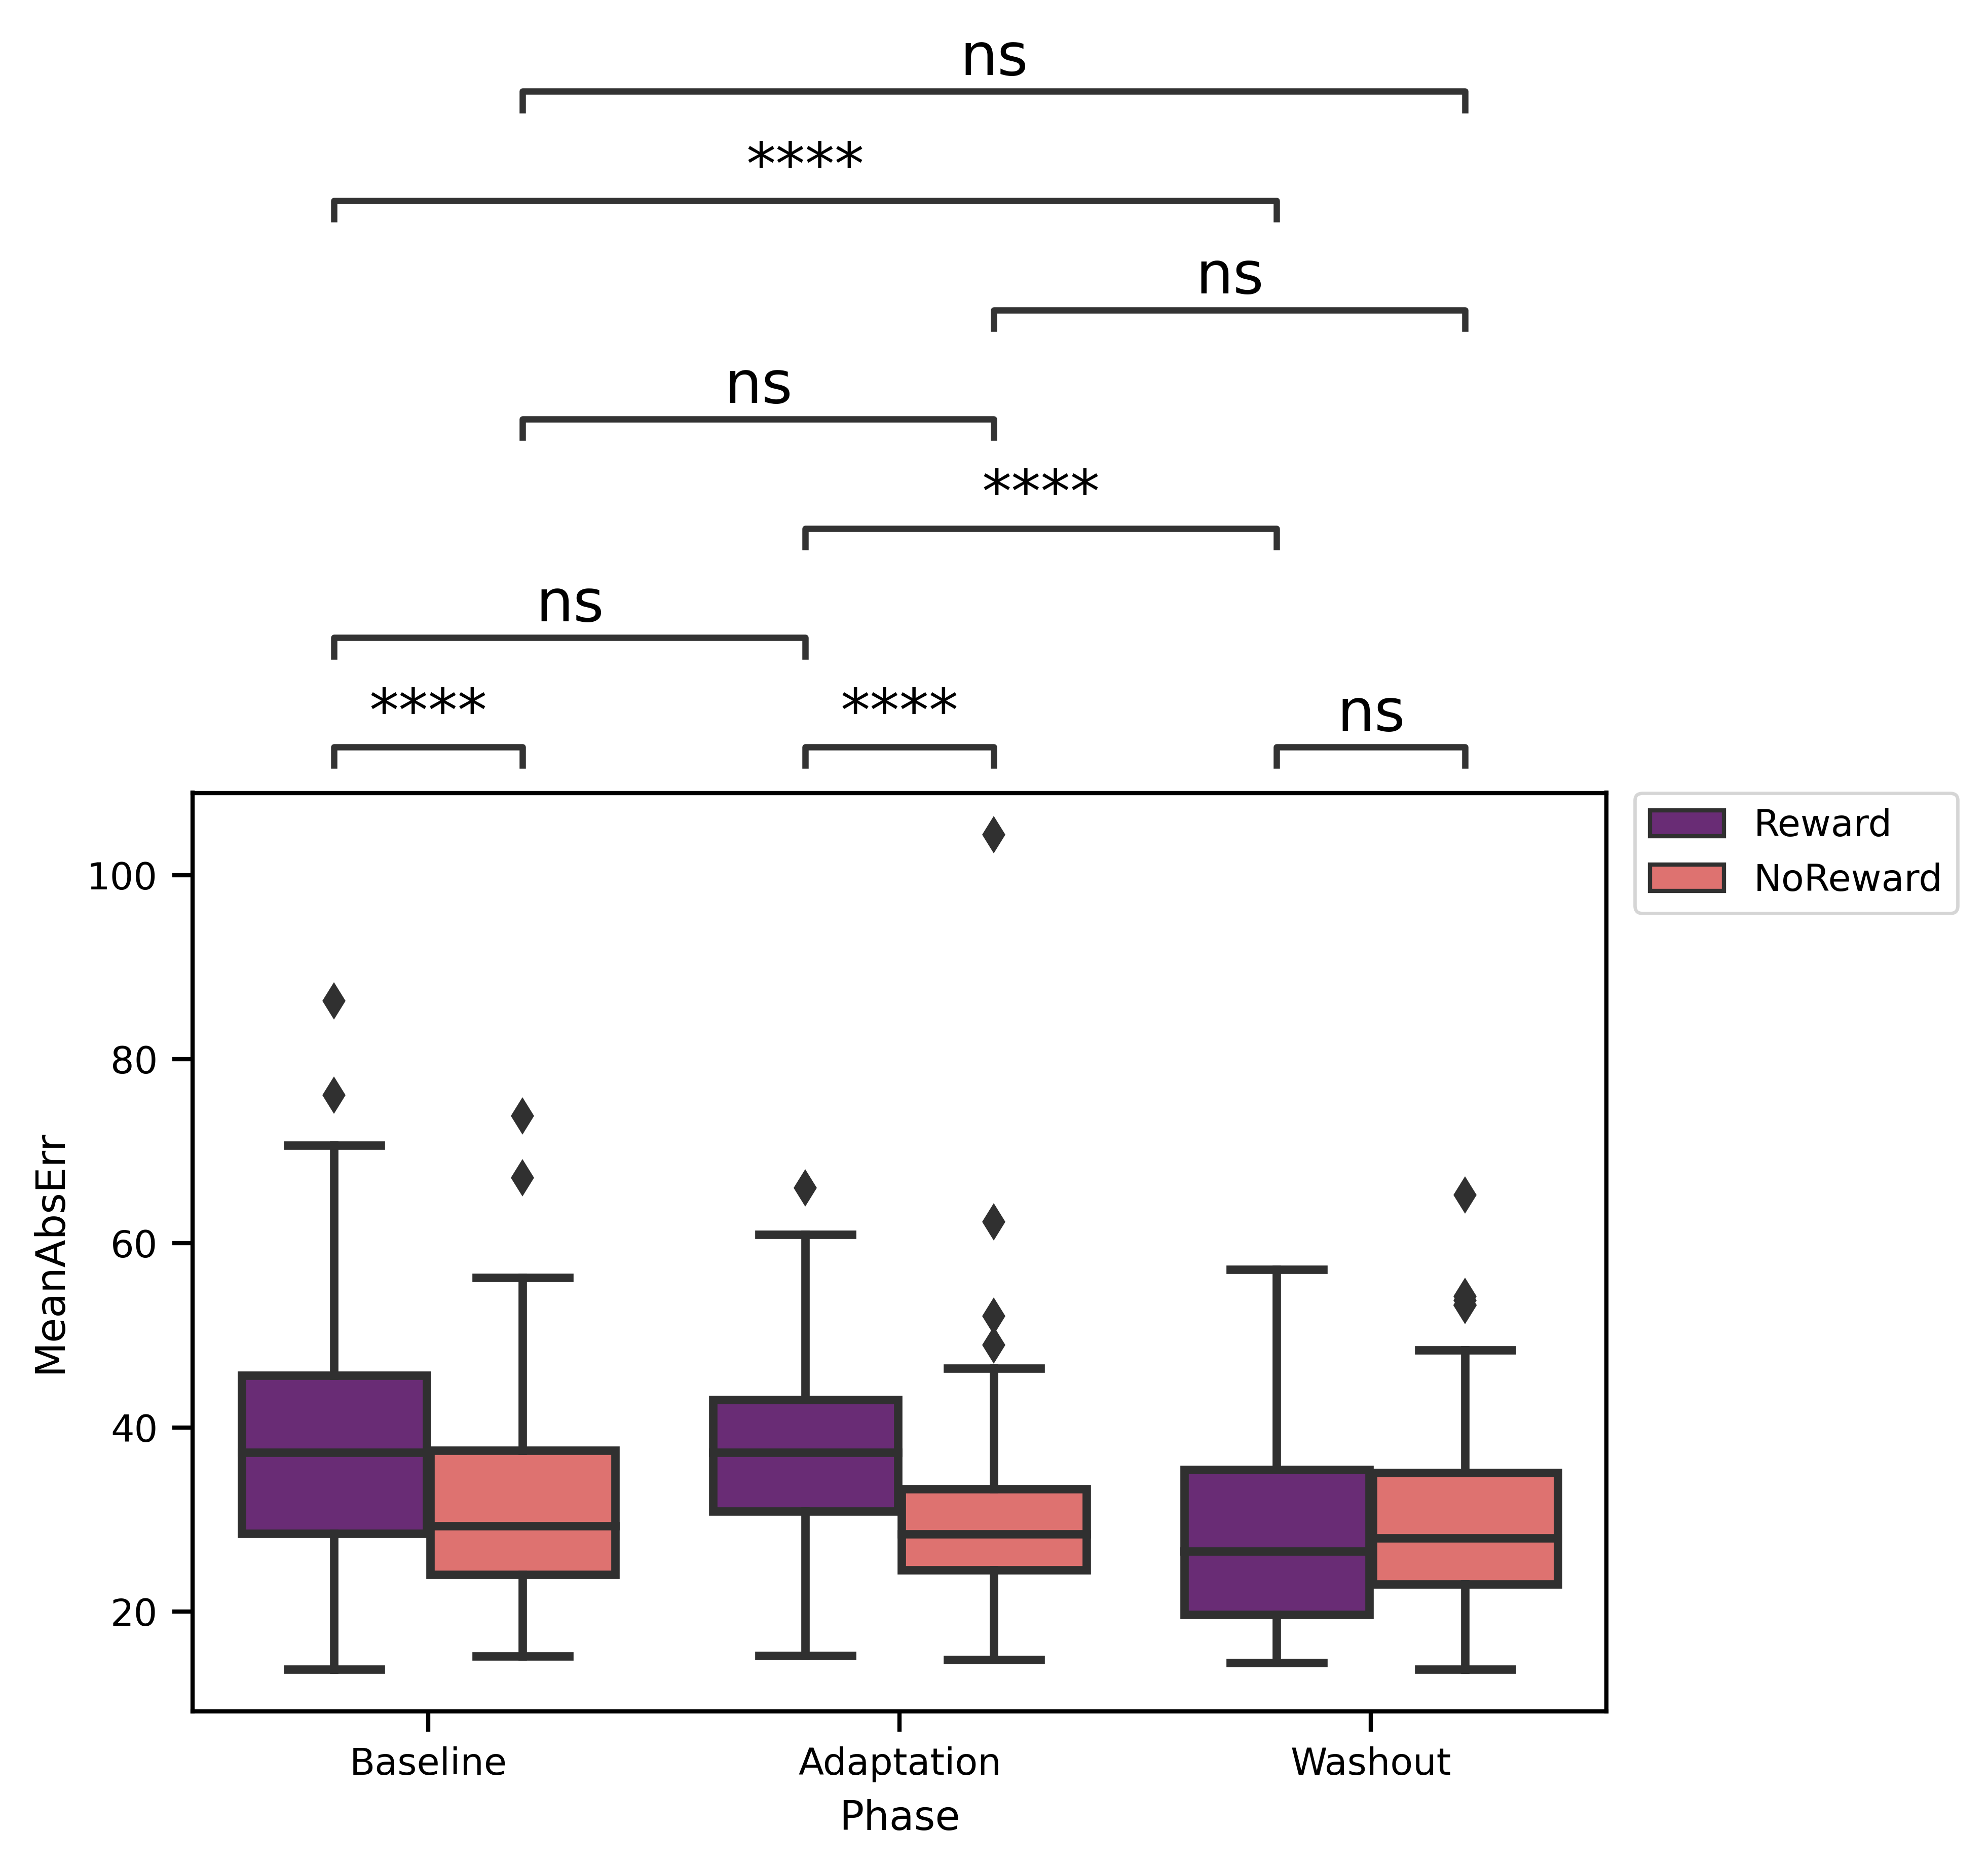 ns
****
ns
ns
****
ns
****
****
ns
Reward
NoReward
100
80
60
40
20
MeanAbsErr
Baseline
Adaptation
Washout
Phase